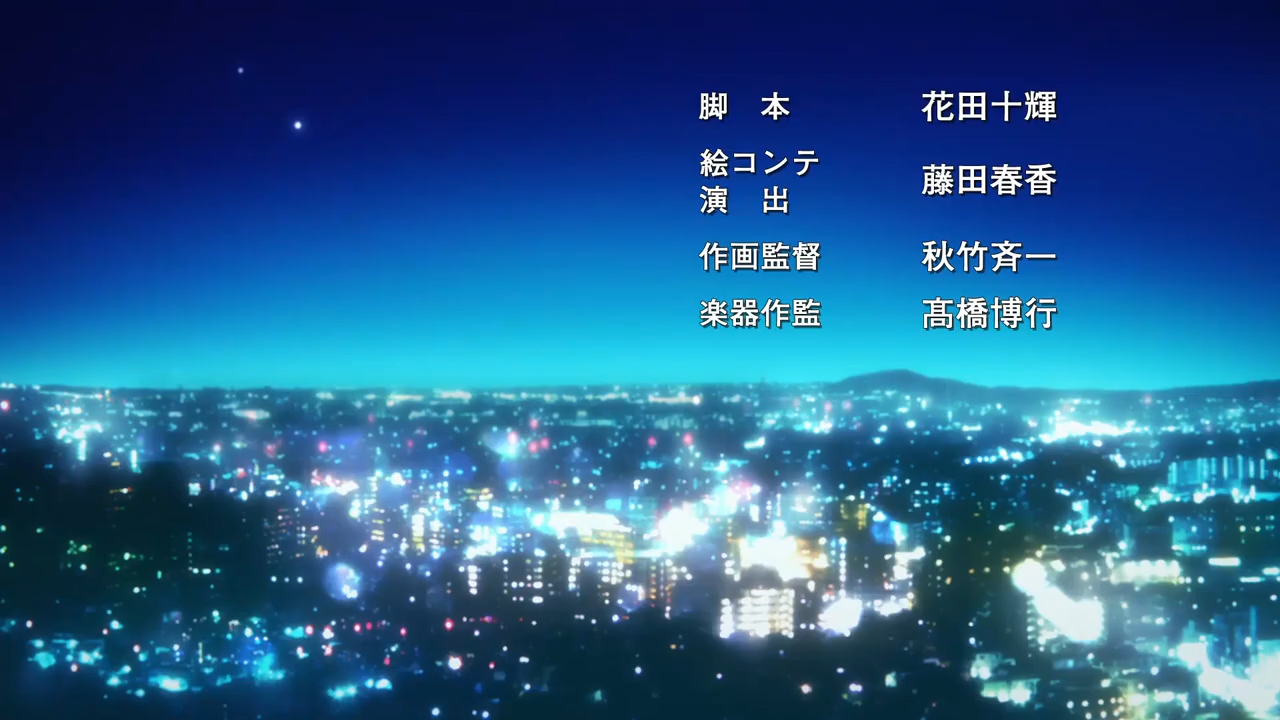 脚　本　花田十輝
絵コンテ
演　出　藤田春香
作画監督　秋竹斉一
楽器作監　髙橋博行